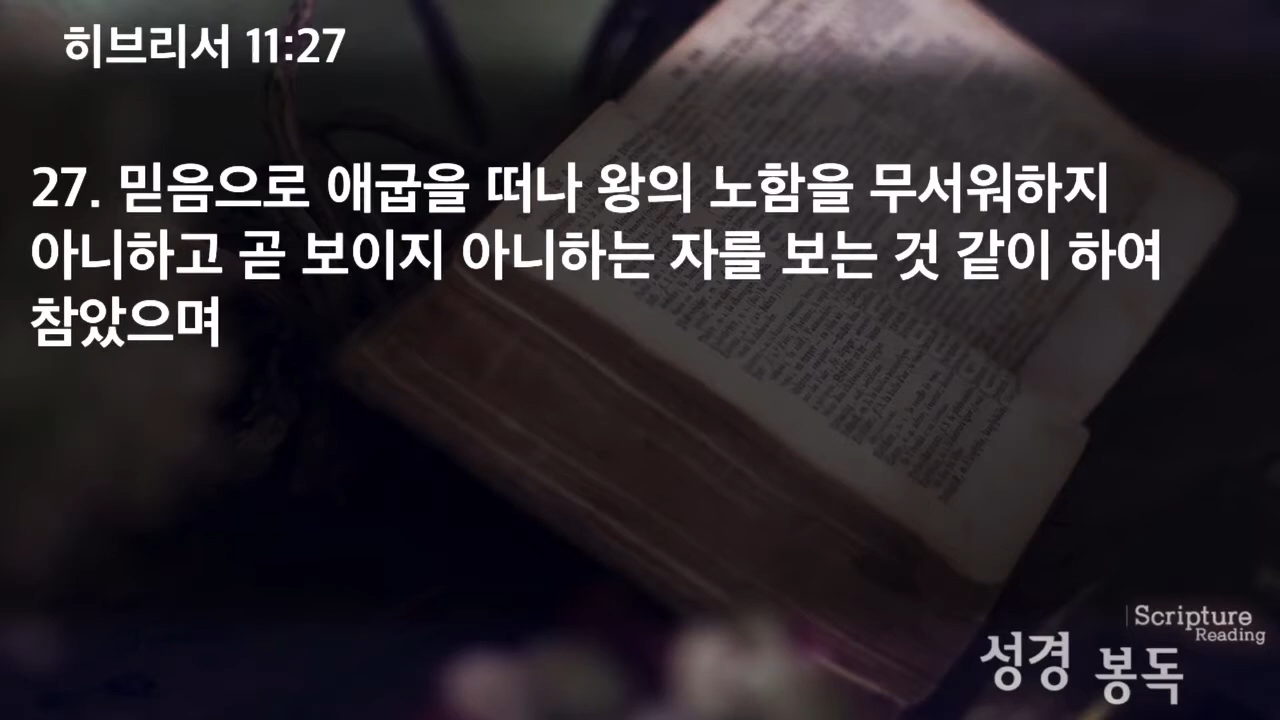 히브리서 11:27
27. 믿음으로 애굽을 떠나 왕의 노함을 무서워하지
아니하고 곧 보이지 아니하는 자를 보는 것 같이 하여
참았으며
Scripture
Reading
성경 봉독